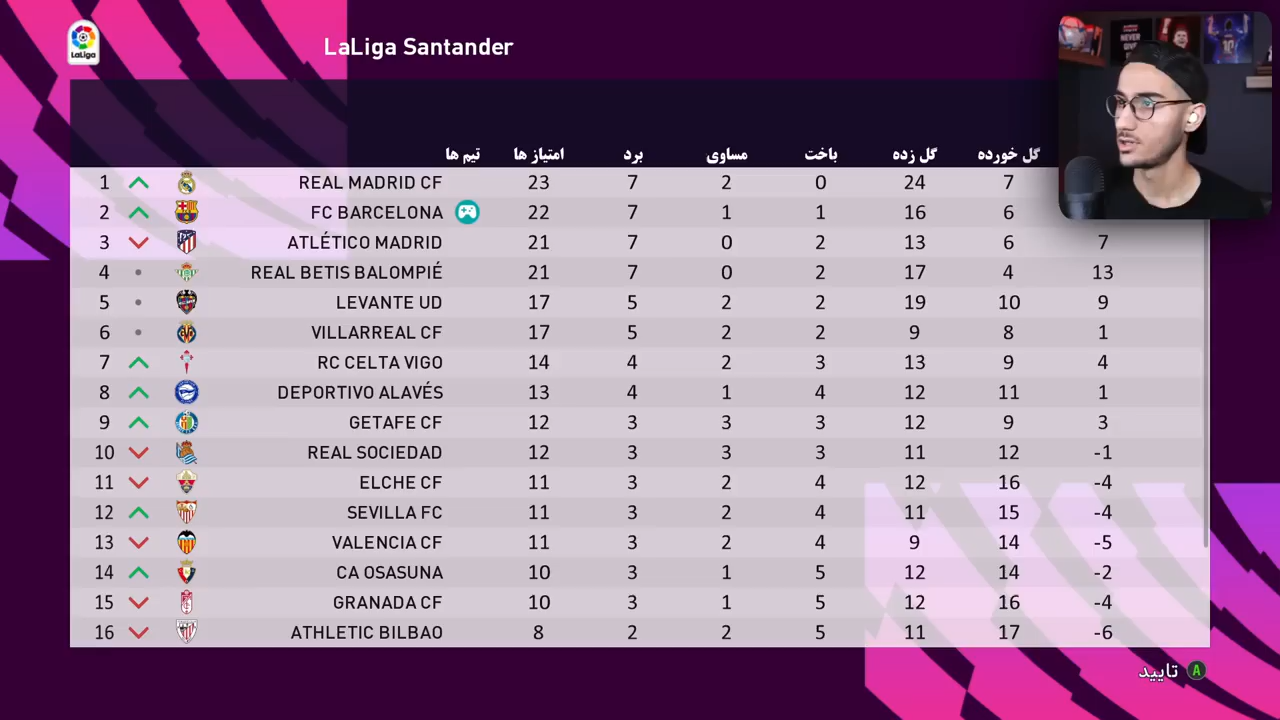 LaLiga
LaLiga Santander
NEVER GIVE
10
تیم ها امتیاز ها برد مساوی باخت گل زده گل خورده
1 REAL MADRID CF 23 7 2 0 24 7
2 FC BARCELONA 22 7 1 1 16 6
3 ATLÉTICO MADRID 21 7 0 2 13 6 7
4 REAL BETIS BALOMPIÉ 21 7 0 2 17 4 13
5 LEVANTE UD 17 5 2 2 19 10 9
6 VILLARREAL CF 17 5 2 2 9 8 1
7 RC CELTA VIGO 14 4 2 3 13 9 4
8 DEPORTIVO ALAVÉS 13 4 1 4 12 11 1
9 GETAFE CF 12 3 3 3 12 9 3
10 REAL SOCIEDAD 12 3 3 3 11 12 -1
11 ELCHE CF 11 3 2 4 12 16 -4
12 SEVILLA FC 11 3 2 4 11 15 -4
13 VALENCIA CF 11 3 2 4 9 14 -5
14 CA OSASUNA 10 3 1 5 12 14 -2
15 GRANADA CF 10 3 1 5 12 16 -4
16 ATHLETIC BILBAO 8 2 2 5 11 17 -6
تایید A